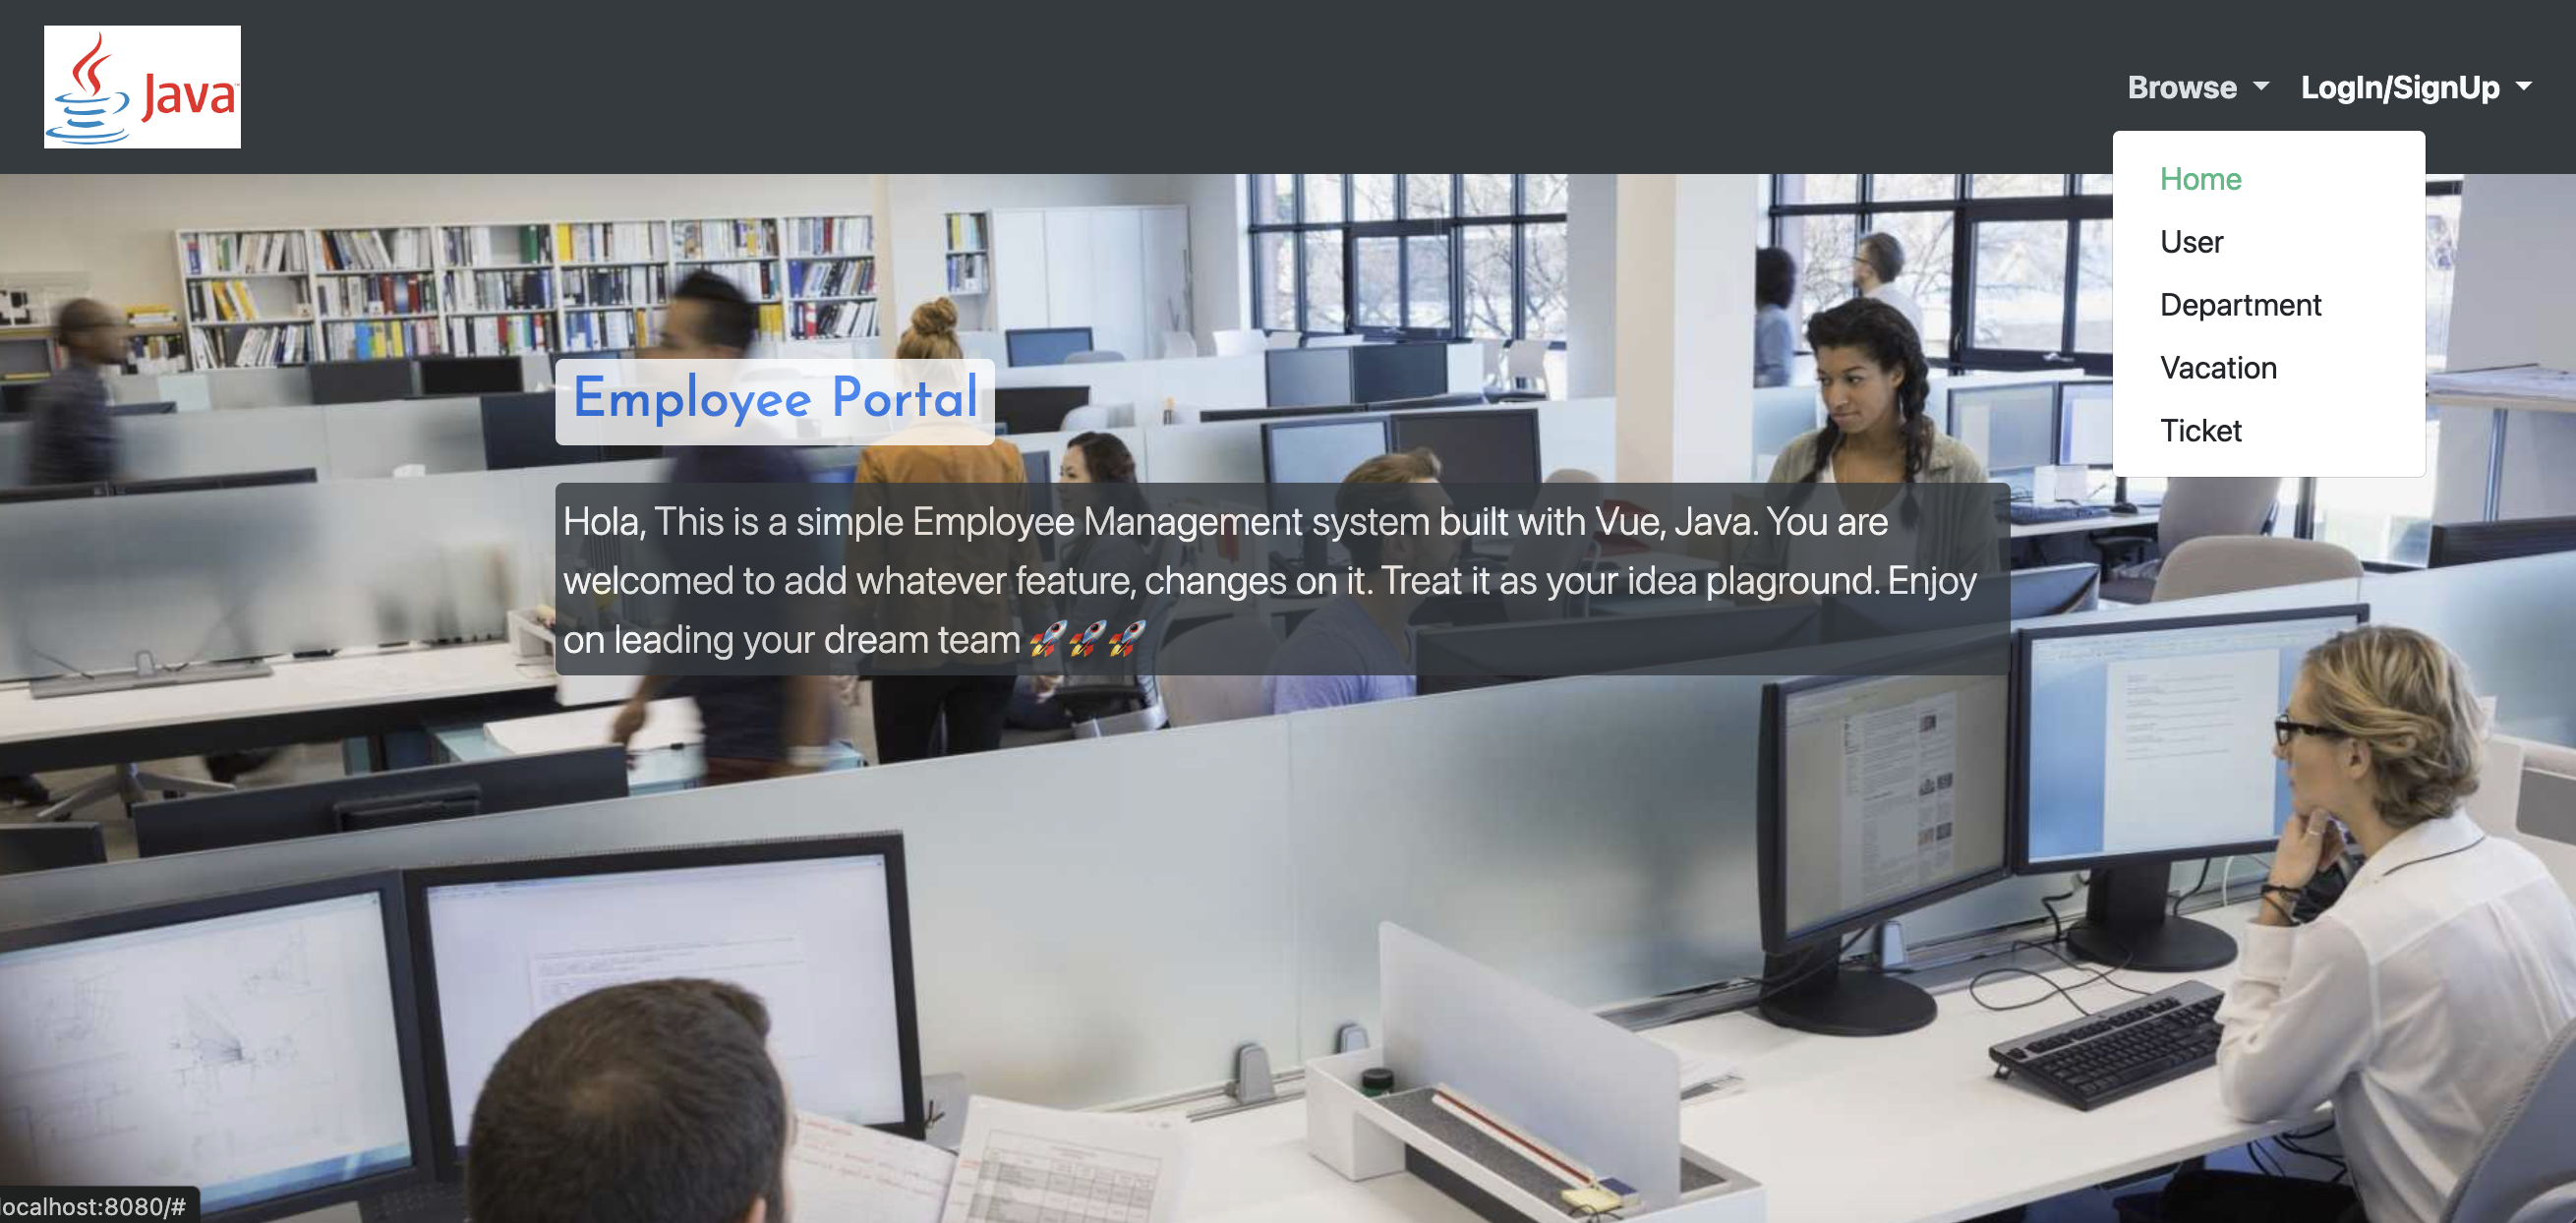 Java
Browse
LogIn/SignUp
Home
User
Department
Vacation
Ticket
Employee Portal
Hola, This is a simple Employee Management system built with Vue, Java. You are
welcomed to add whatever feature, changes on it. Treat it as your idea plaground. Enjoy
on leading your dream team 🚀🚀🚀
localhost:8080/#